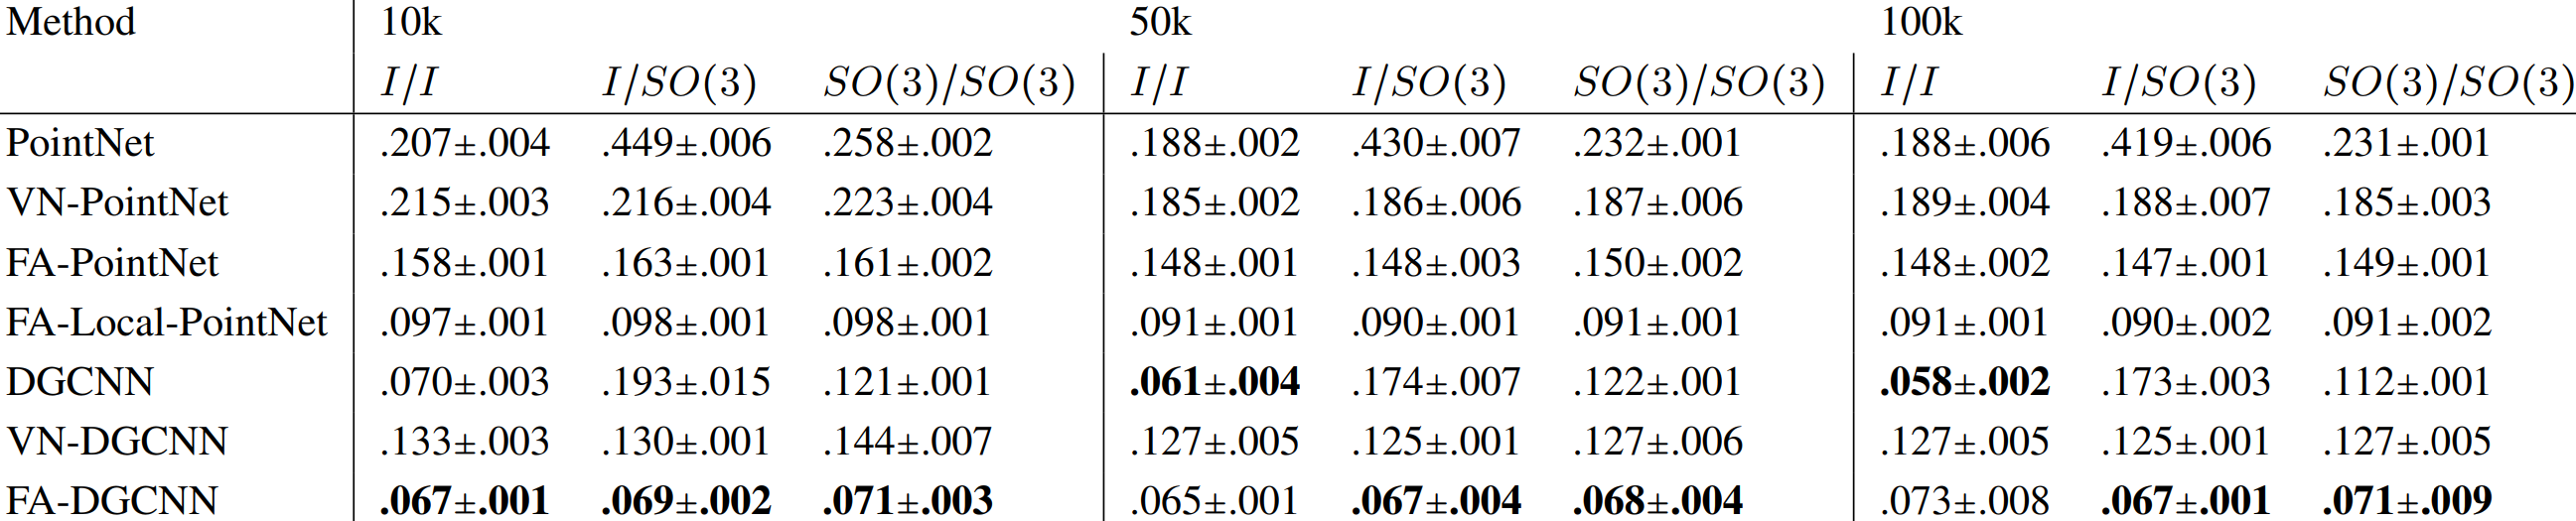 Method 10k 50k 100k
I/I I/SO(3) SO(3)/SO(3) I/I I/SO(3) SO(3)/SO(3) I/I I/SO(3) SO(3)/SO(3)
PointNet .207±.004 .449±.006 .258±.002 .188±.002 .430±.007 .232±.001 .188±.006 .419±.006 .231±.001
VN-PointNet .215±.003 .216±.004 .223±.004 .185±.002 .186±.006 .187±.006 .189±.004 .188±.007 .185±.003
FA-PointNet .158±.001 .163±.001 .161±.002 .148±.001 .148±.003 .150±.002 .148±.002 .147±.001 .149±.001
FA-Local-PointNet .097±.001 .098±.001 .098±.001 .091±.001 .090±.001 .091±.001 .091±.001 .090±.002 .091±.002
DGCNN .070±.003 .193±.015 .121±.001 .061±.004 .174±.007 .122±.001 .058±.002 .173±.003 .112±.001
VN-DGCNN .133±.003 .130±.001 .144±.007 .127±.005 .125±.001 .127±.006 .127±.005 .125±.001 .127±.005
FA-DGCNN .067±.001 .069±.002 .071±.003 .065±.001 .067±.004 .068±.004 .073±.008 .067±.001 .071±.009